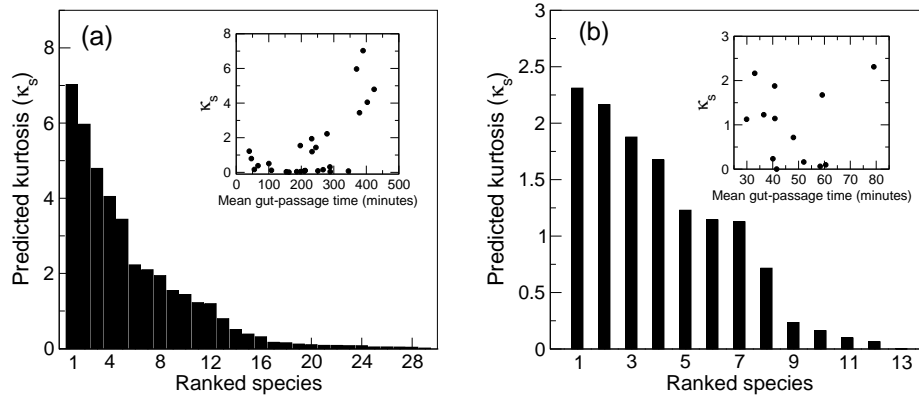 (a)
Predicted kurtosis (κs)
8
6
4
2
0
1 4 8 12 16 20 24 28
Ranked species
κs
8
6
4
2
0
0 100 200 300 400 500
Mean gut-passage time (minutes)
(b)
Predicted kurtosis (κs)
3
2.5
2
1.5
1
0.5
0
1 3 5 7 9 11 13
Ranked species
κs
3
2
1
0
30 40 50 60 70 80
Mean gut-passage time (minutes)